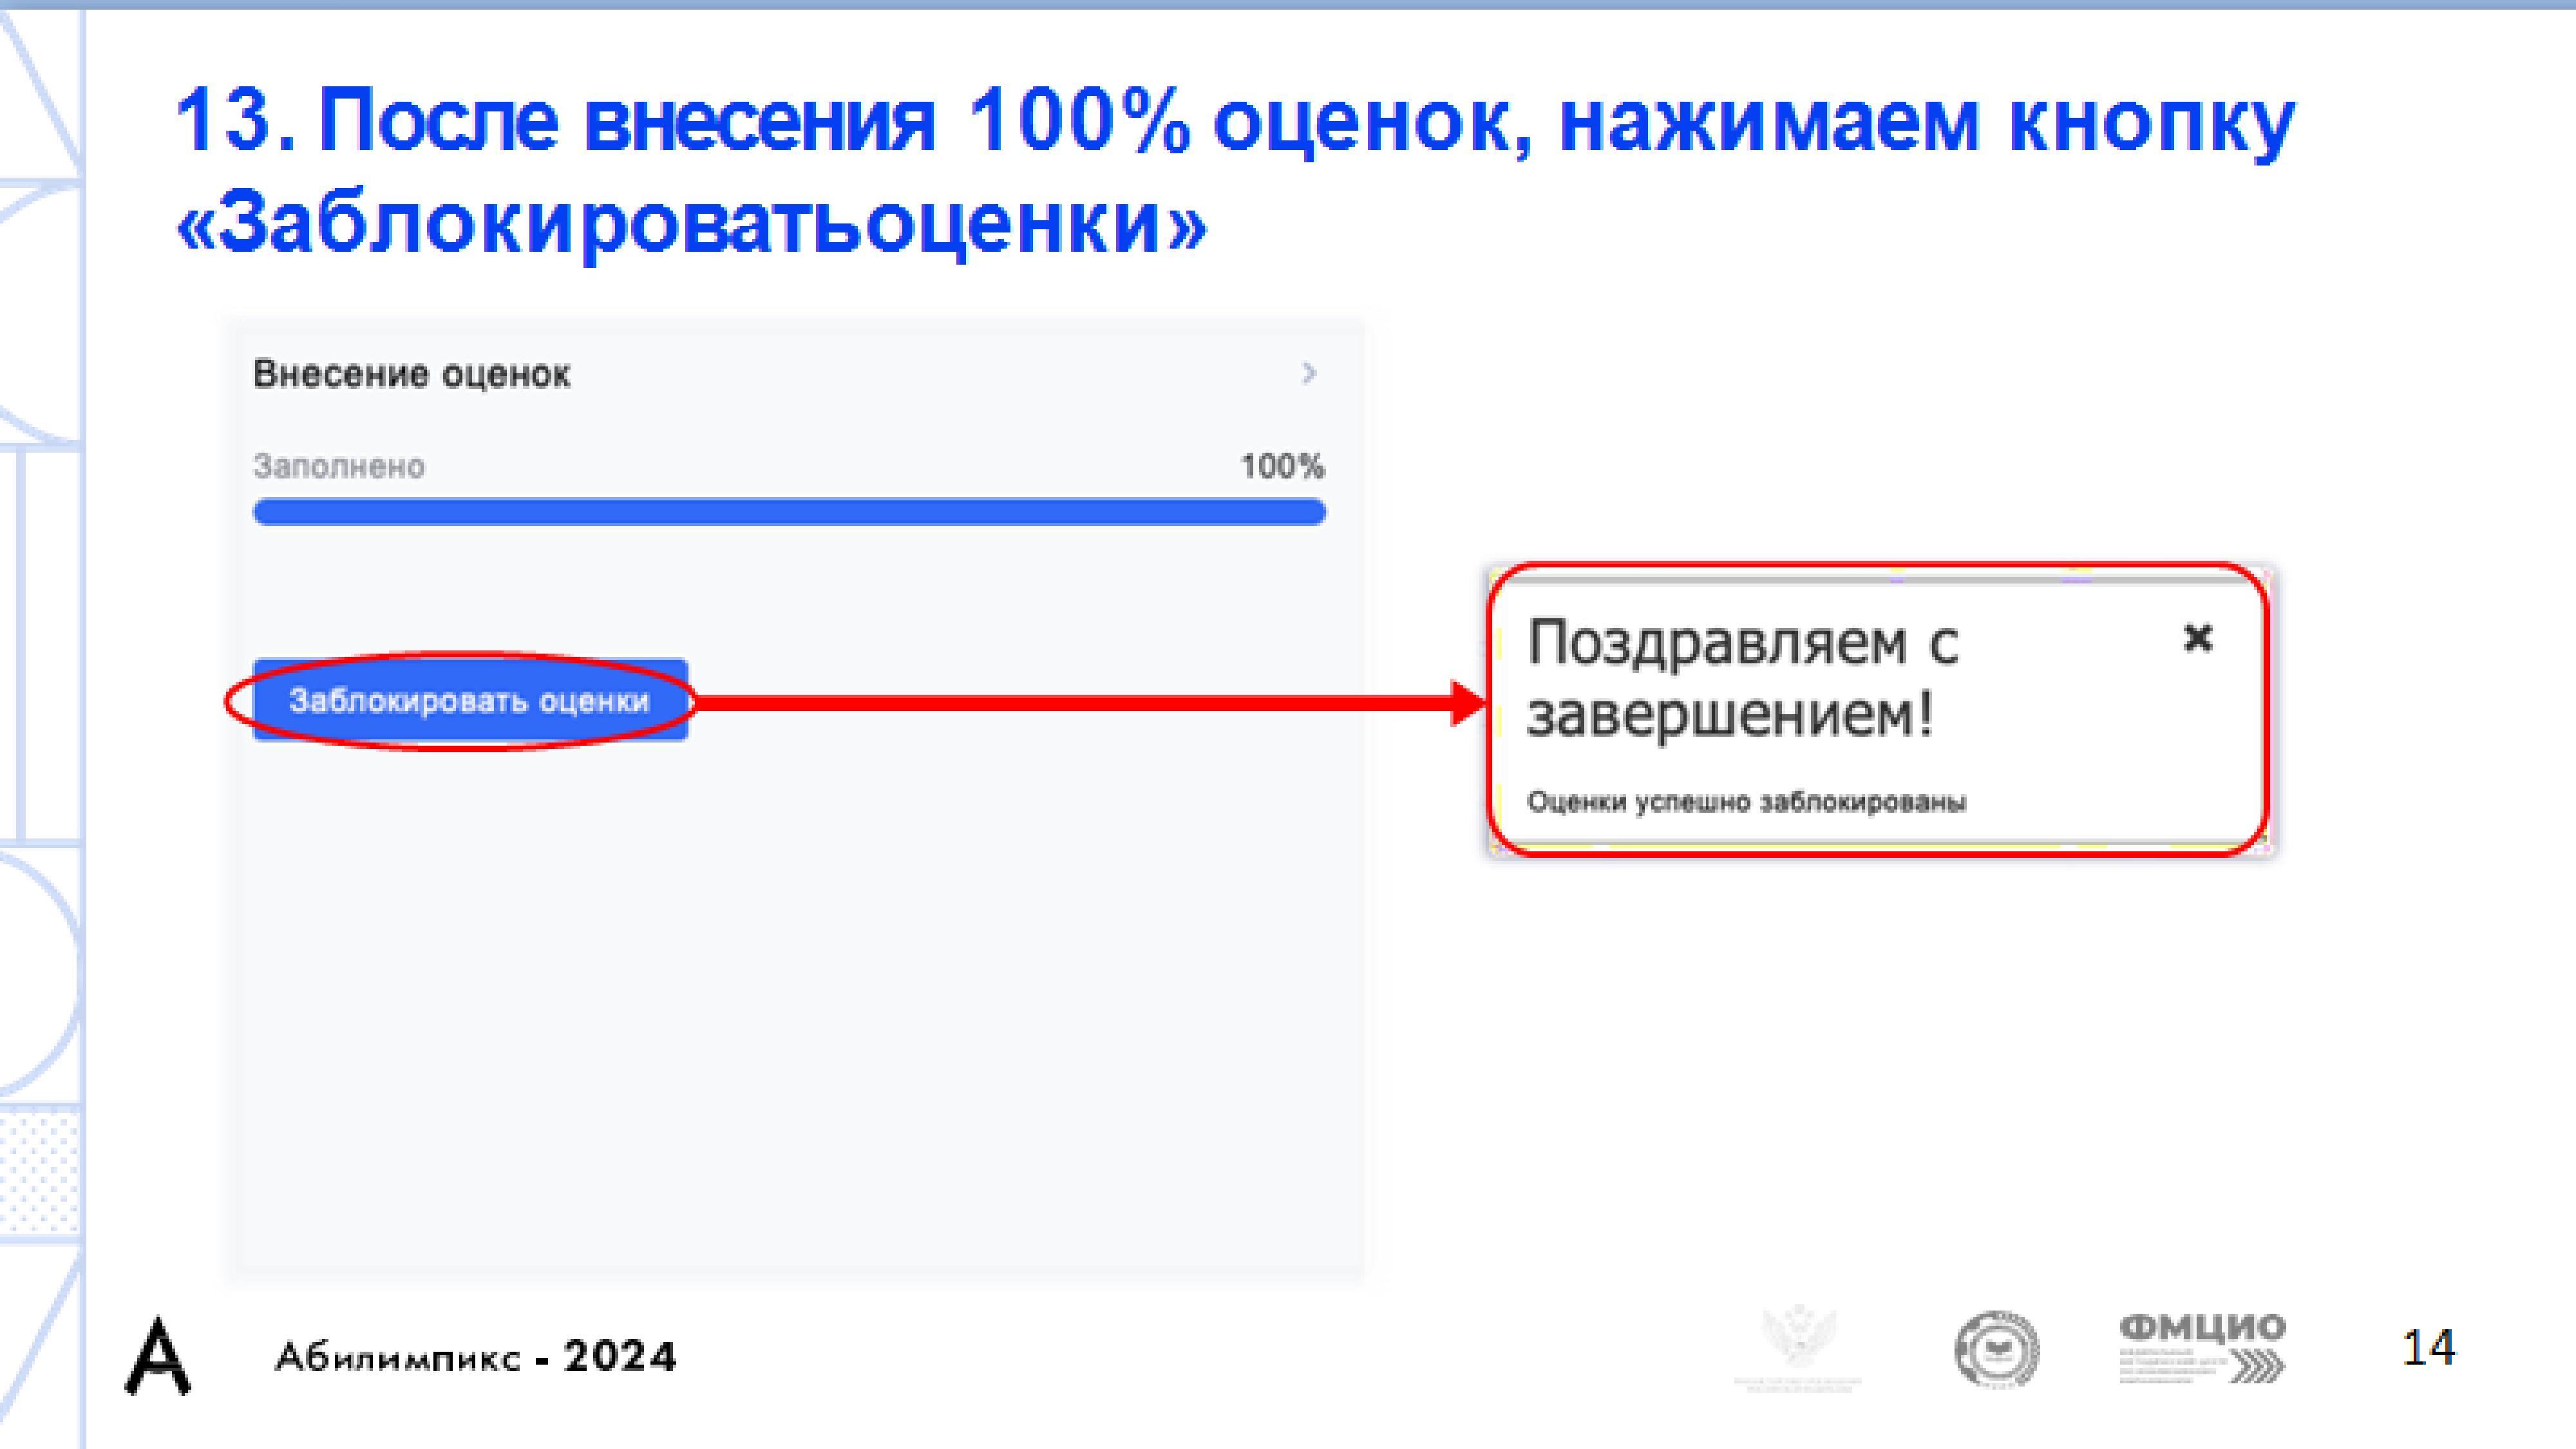 13. После внесения 100% оценок, нажимаем кнопку
«Заблокироватьоценки»
Внесение оценок
Заполнено 100%
Заблокировать оценки
Поздравляем с
завершением!
Оценки успешно заблокированы
Абилимпикс - 2024
ФМЦИО
14